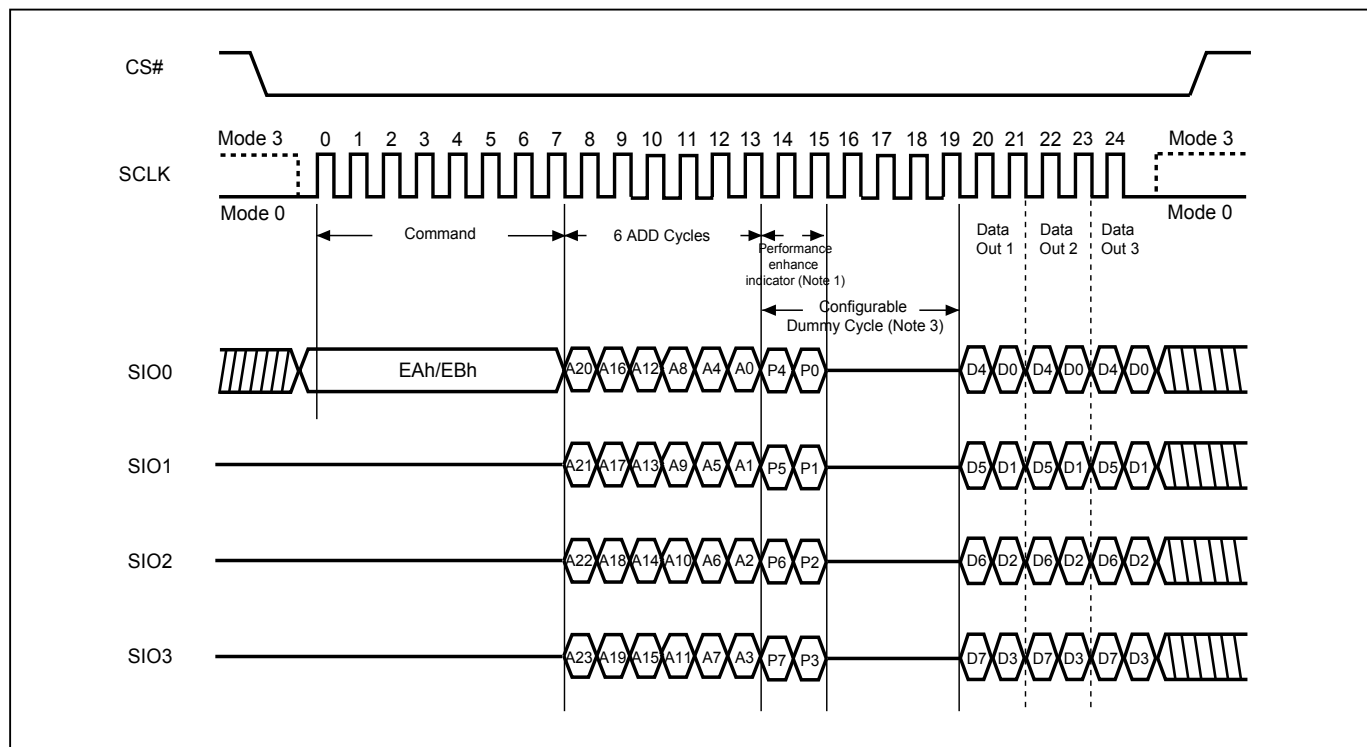 CS#
Mode 3
0 1 2 3 4 5 6 7 8 9 10 11 12 13 14 15 16 17 18 19 20 21 22 23 24
Mode 3
SCLK
Mode 0
Mode 0
Command
6 ADD Cycles
Performance
enhance
indicator (Note 1)
Data
Out 1
Data
Out 2
Data
Out 3
Configurable
Dummy Cycle (Note 3)
SIO0
EAh/EBh
A20 A16 A12 A8 A4 A0 P4 P0
D4 D0 D4 D0 D4 D0
SIO1
A21 A17 A13 A9 A5 A1 P5 P1
D5 D1 D5 D1 D5 D1
SIO2
A22 A18 A14 A10 A6 A2 P6 P2
D6 D2 D6 D2 D6 D2
SIO3
A23 A19 A15 A11 A7 A3 P7 P3
D7 D3 D7 D3 D7 D3